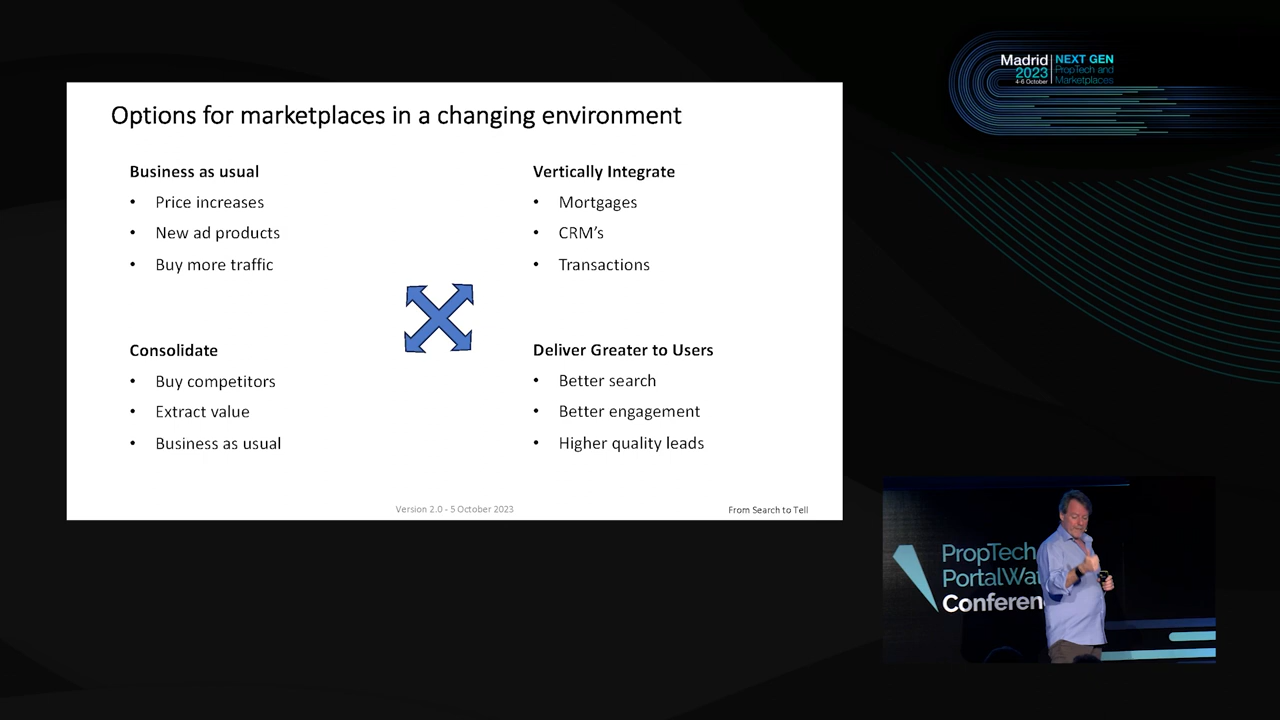 Options for marketplaces in a changing environment
Business as usual
• Price increases
• New ad products
• Buy more traffic
Vertically Integrate
• Mortgages
• CRM's
• Transactions
Consolidate
• Buy competitors
• Extract value
• Business as usual
Deliver Greater to Users
• Better search
• Better engagement
• Higher quality leads
Version 2.0 - 5 October 2023
From Search to Tell
Madrid
2023
4-6 October
NEXT GEN
PropTech and
Marketplaces
PropTech
PortalWat
Conferen